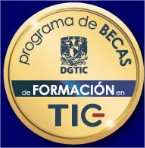 programa de BECAS
DGTIC
de FORMACIÓN en
TIC